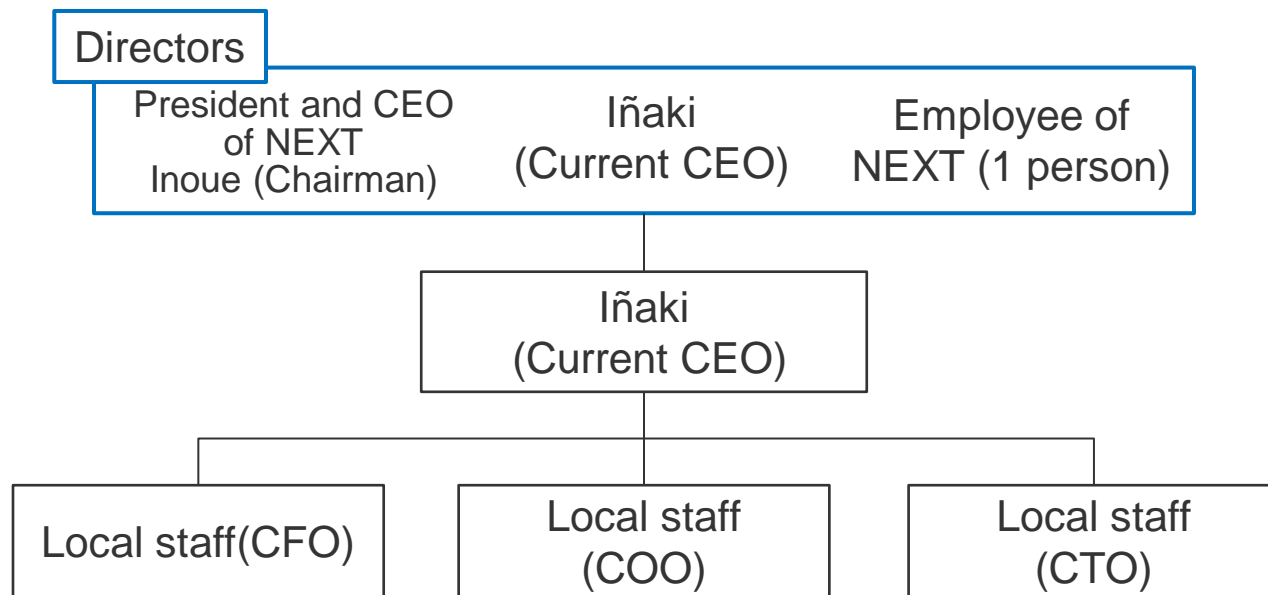 Directors
President and CEO
of NEXT
Inoue (Chairman)
Iñaki
(Current CEO)
Employee of
NEXT (1 person)
Iñaki
(Current CEO)
Local staff(CFO)
Local staff
(COO)
Local staff
(CTO)